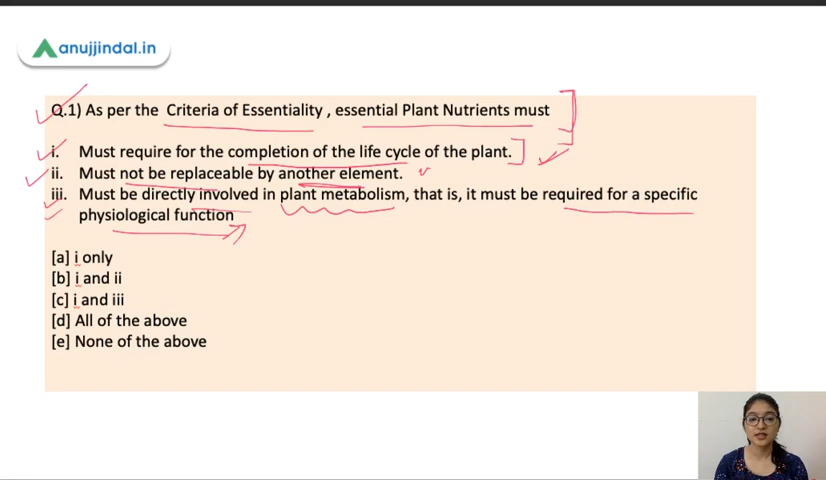 anujjindal.in
Q.1) As per the Criteria of Essentiality , essential Plant Nutrients must
i. Must require for the completion of the life cycle of the plant.
ii. Must not be replaceable by another element.
iii. Must be directly involved in plant metabolism, that is, it must be required for a specific
physiological function
[a] i only
[b] i and ii
[c] i and iii
[d] All of the above
[e] None of the above